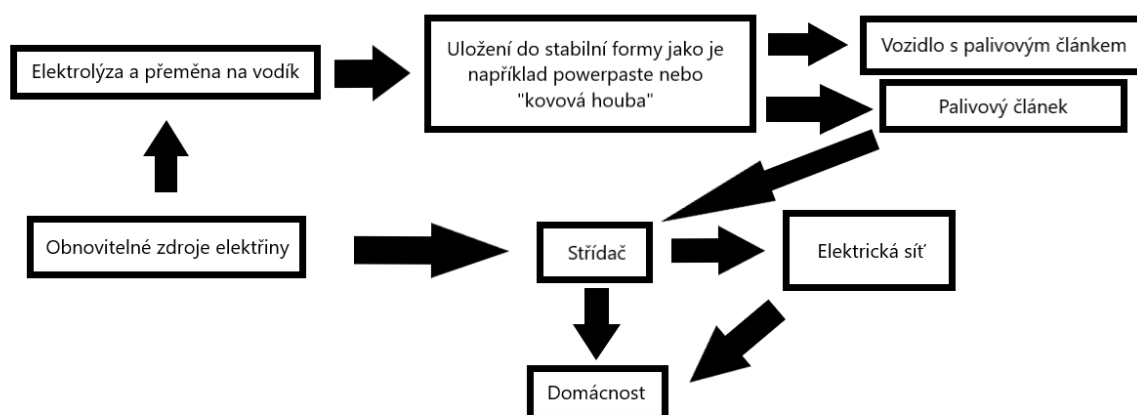 Elektrolýza a přeměna na vodík
Uložení do stabilní formy jako je
například powerpaste nebo
"kovová houba"
Vozidlo s palivovým článkem
Palivový článek
Obnovitelné zdroje elektřiny
Střídač
Elektrická síť
Domácnost